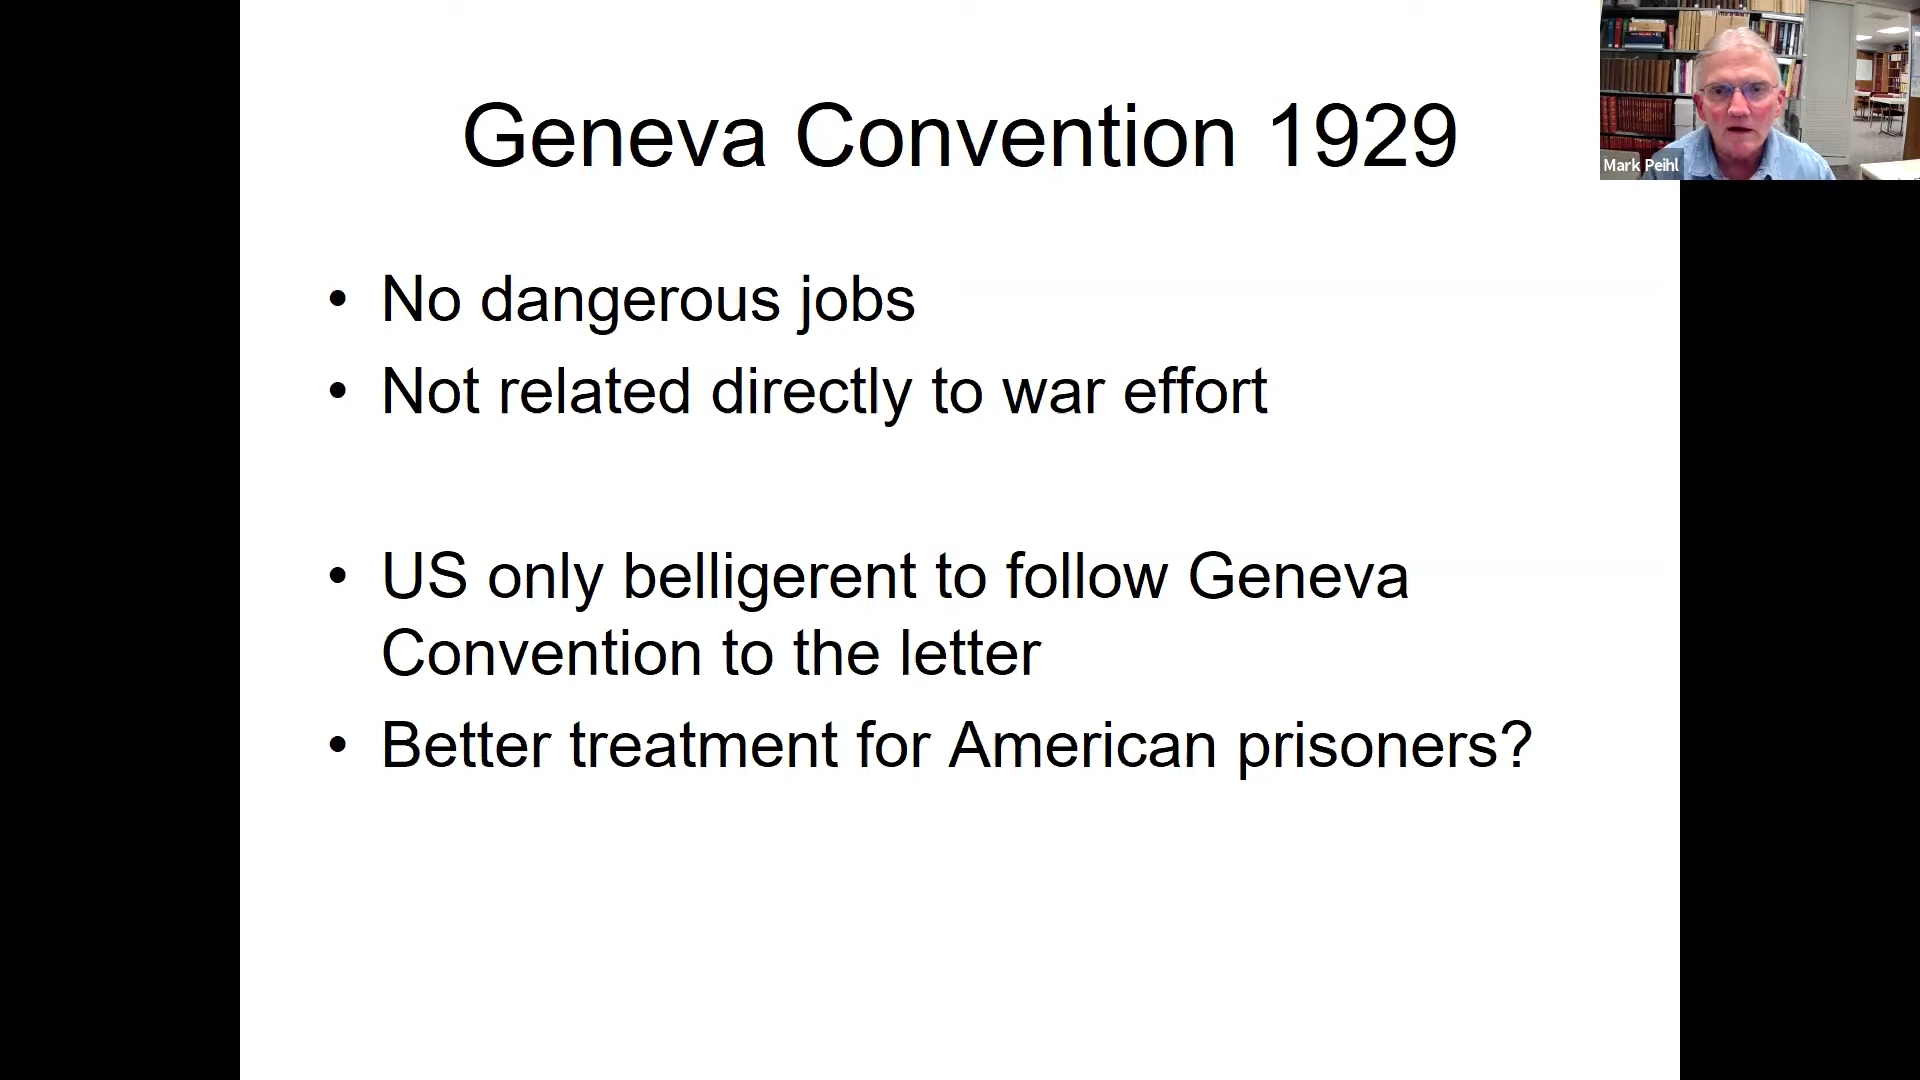 Geneva Convention 1929
Mark Peihl
• No dangerous jobs
• Not related directly to war effort
• US only belligerent to follow Geneva
Convention to the letter
• Better treatment for American prisoners?